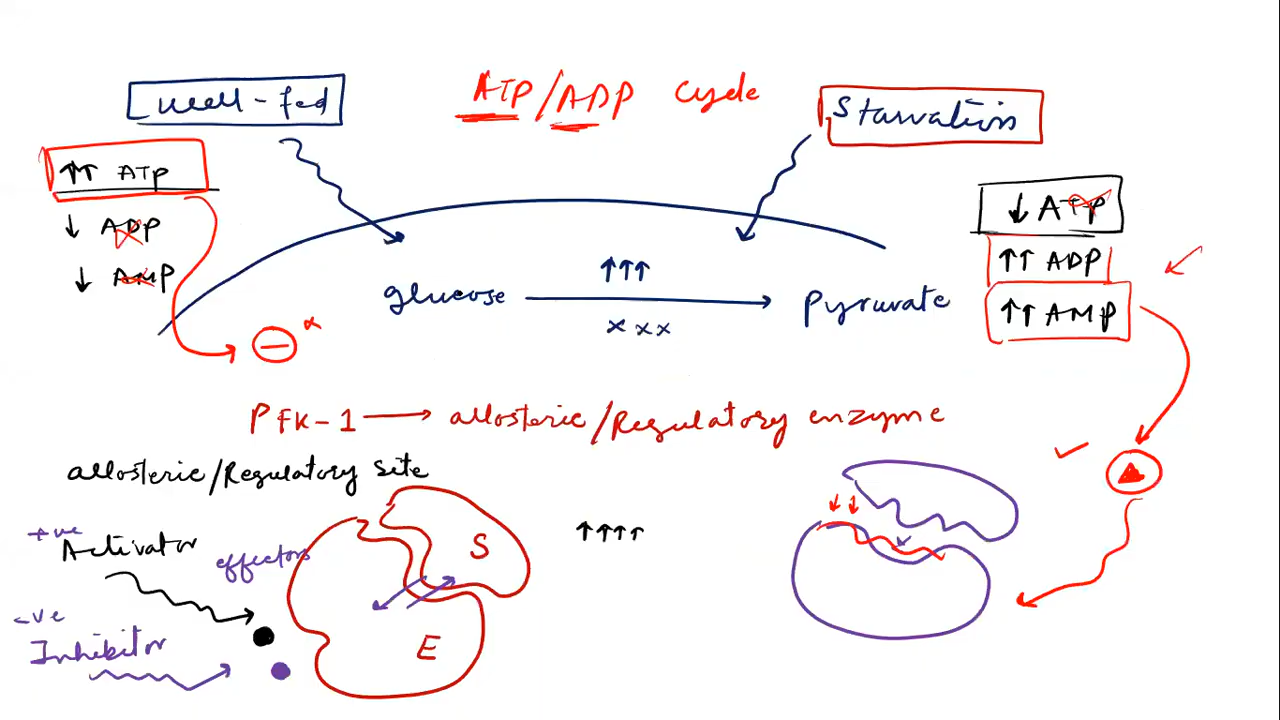 well-fed
ATP/ADP cycle
Starvation
↑↑ ATP
↓ ADP
↓ AMP
↓ ATP
↑↑ ADP
↑↑ AMP
↑↑↑
glucose → Pyruvate
x x x
PFK-1 → allosteric/Regulatory enzyme
allosteric/Regulatory site
+ve
Activator
effectors
-ve
Inhibitor
S
E
↑↑↑↑